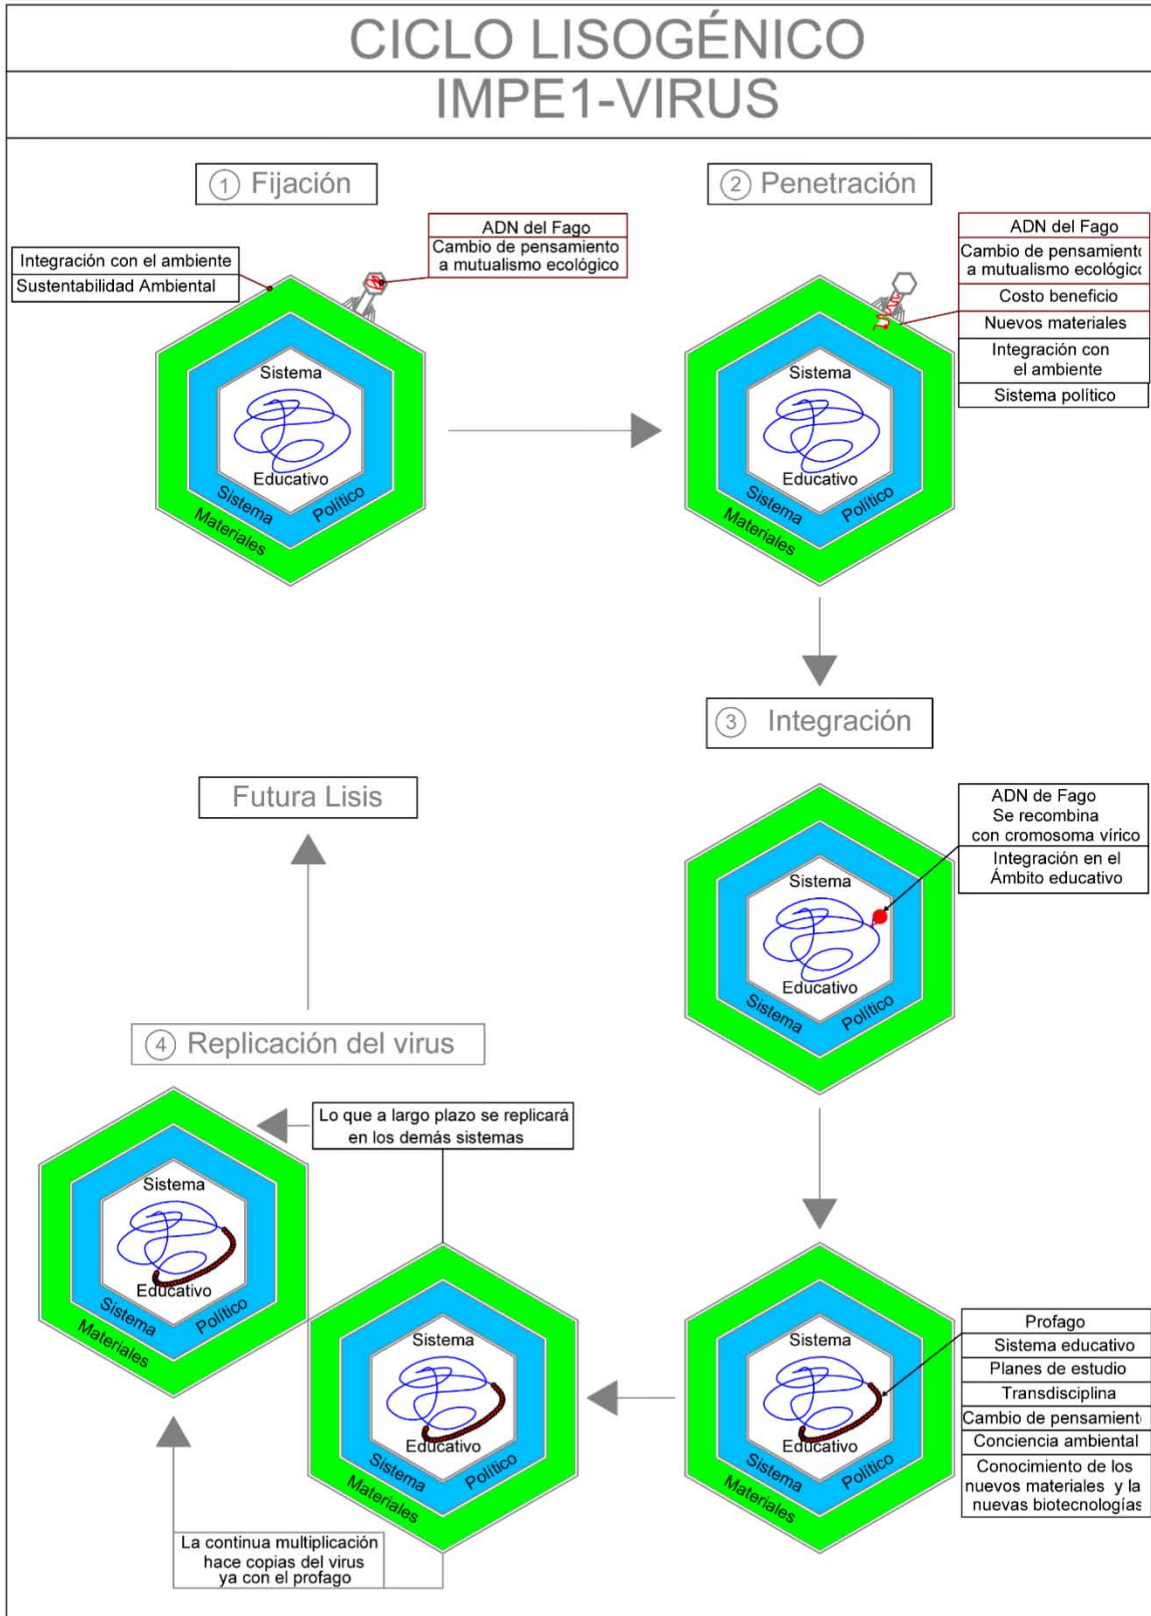 CICLO LISOGÉNICO
IMPE1-VIRUS
1 Fijación
Integración con el ambiente
Sustentabilidad Ambiental
ADN del Fago
Cambio de pensamiento
a mutualismo ecológico
Sistema
Educativo
Sistema
Político
Materiales
2 Penetración
ADN del Fago
Cambio de pensamiento
a mutualismo ecológico
Costo beneficio
Nuevos materiales
Integración con
el ambiente
Sistema político
Sistema
Educativo
Sistema
Político
Materiales
3 Integración
ADN de Fago
Se recombina
con cromosoma vírico
Integración en el
Ámbito educativo
Sistema
Educativo
Sistema
Político
Materiales
Profago
Sistema educativo
Planes de estudio
Transdisciplina
Cambio de pensamient
Conciencia ambiental
Conocimiento de los
nuevos materiales y la
nuevas biotecnologías
Sistema
Educativo
Sistema
Político
Materiales
Futura Lisis
4 Replicación del virus
Lo que a largo plazo se replicará
en los demás sistemas
Sistema
Educativo
Sistema
Político
Materiales
Sistema
Educativo
Sistema
Político
Materiales
La continua multiplicación
hace copias del virus
ya con el profago